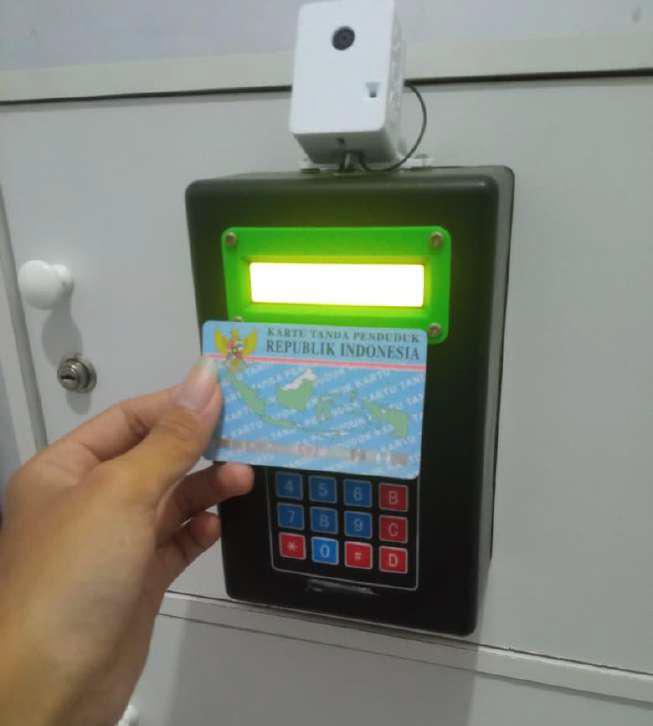 KARTU TANDA PENDUDUK
REPUBLIK INDONESIA
4 5 6 B
7 8 9 C
* 0 # D